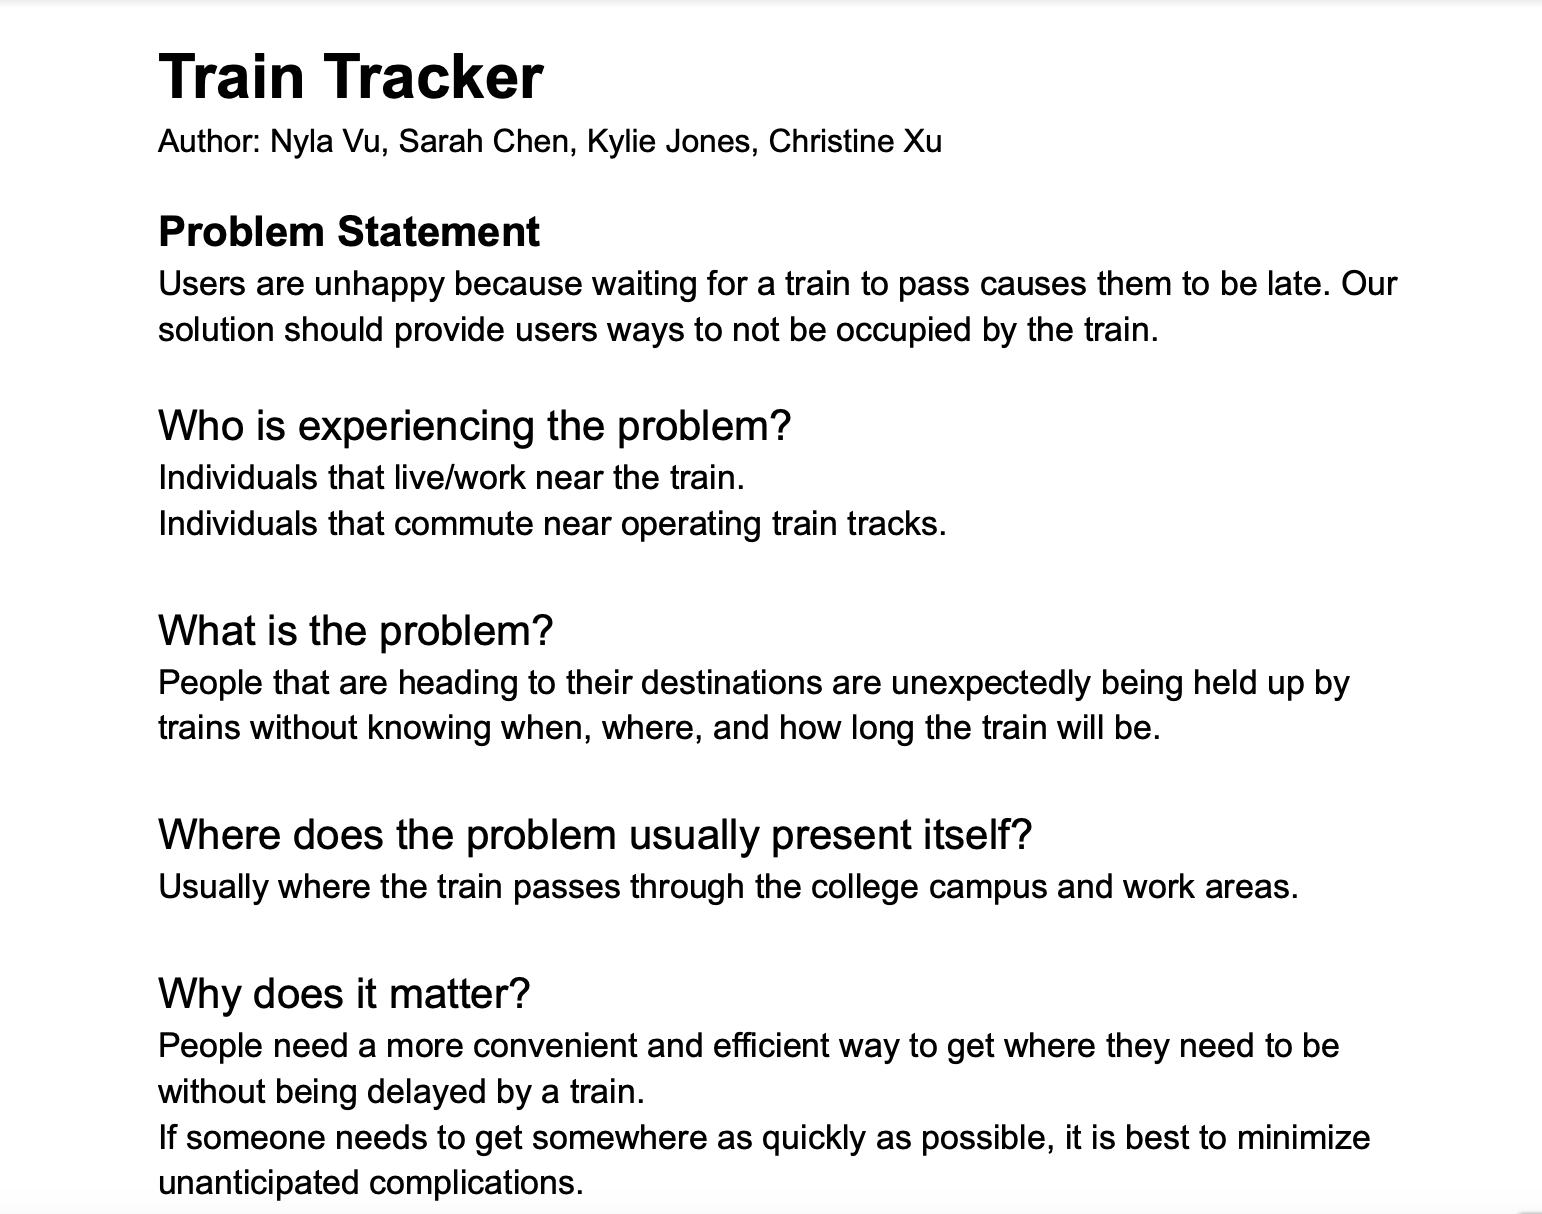 Train Tracker
Author: Nyla Vu, Sarah Chen, Kylie Jones, Christine Xu
Problem Statement
Users are unhappy because waiting for a train to pass causes them to be late. Our
solution should provide users ways to not be occupied by the train.
Who is experiencing the problem?
Individuals that live/work near the train.
Individuals that commute near operating train tracks.
What is the problem?
People that are heading to their destinations are unexpectedly being held up by
trains without knowing when, where, and how long the train will be.
Where does the problem usually present itself?
Usually where the train passes through the college campus and work areas.
Why does it matter?
People need a more convenient and efficient way to get where they need to be
without being delayed by a train.
If someone needs to get somewhere as quickly as possible, it is best to minimize
unanticipated complications.